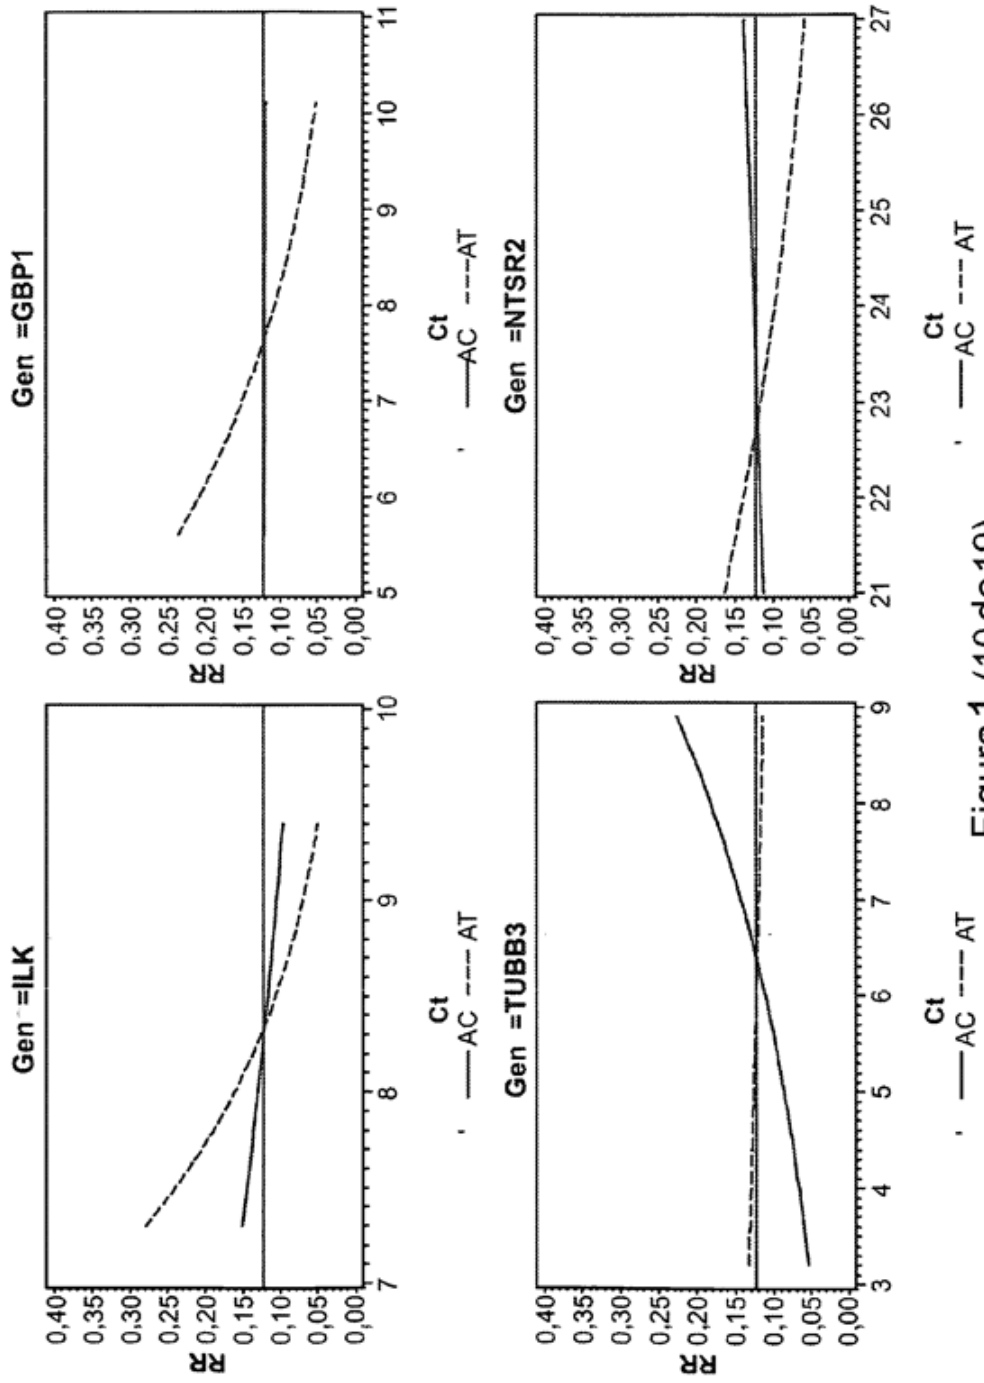 Gen =ILK
RR
0,40
0,35
0,30
0,25
0,20
0,15
0,10
0,05
0,00
7 8 9 10
Ct
——AC ----AT
Gen =GBP1
RR
0,40
0,35
0,30
0,25
0,20
0,15
0,10
0,05
0,00
5 6 7 8 9 10 11
Ct
——AC ----AT
Gen =TUBB3
RR
0,40
0,35
0,30
0,25
0,20
0,15
0,10
0,05
0,00
3 4 5 6 7 8 9
Ct
——AC ----AT
Gen =NTSR2
RR
0,40
0,35
0,30
0,25
0,20
0,15
0,10
0,05
0,00
21 22 23 24 25 26 27
Ct
——AC ----AT
Figura 1 (10 de 19)